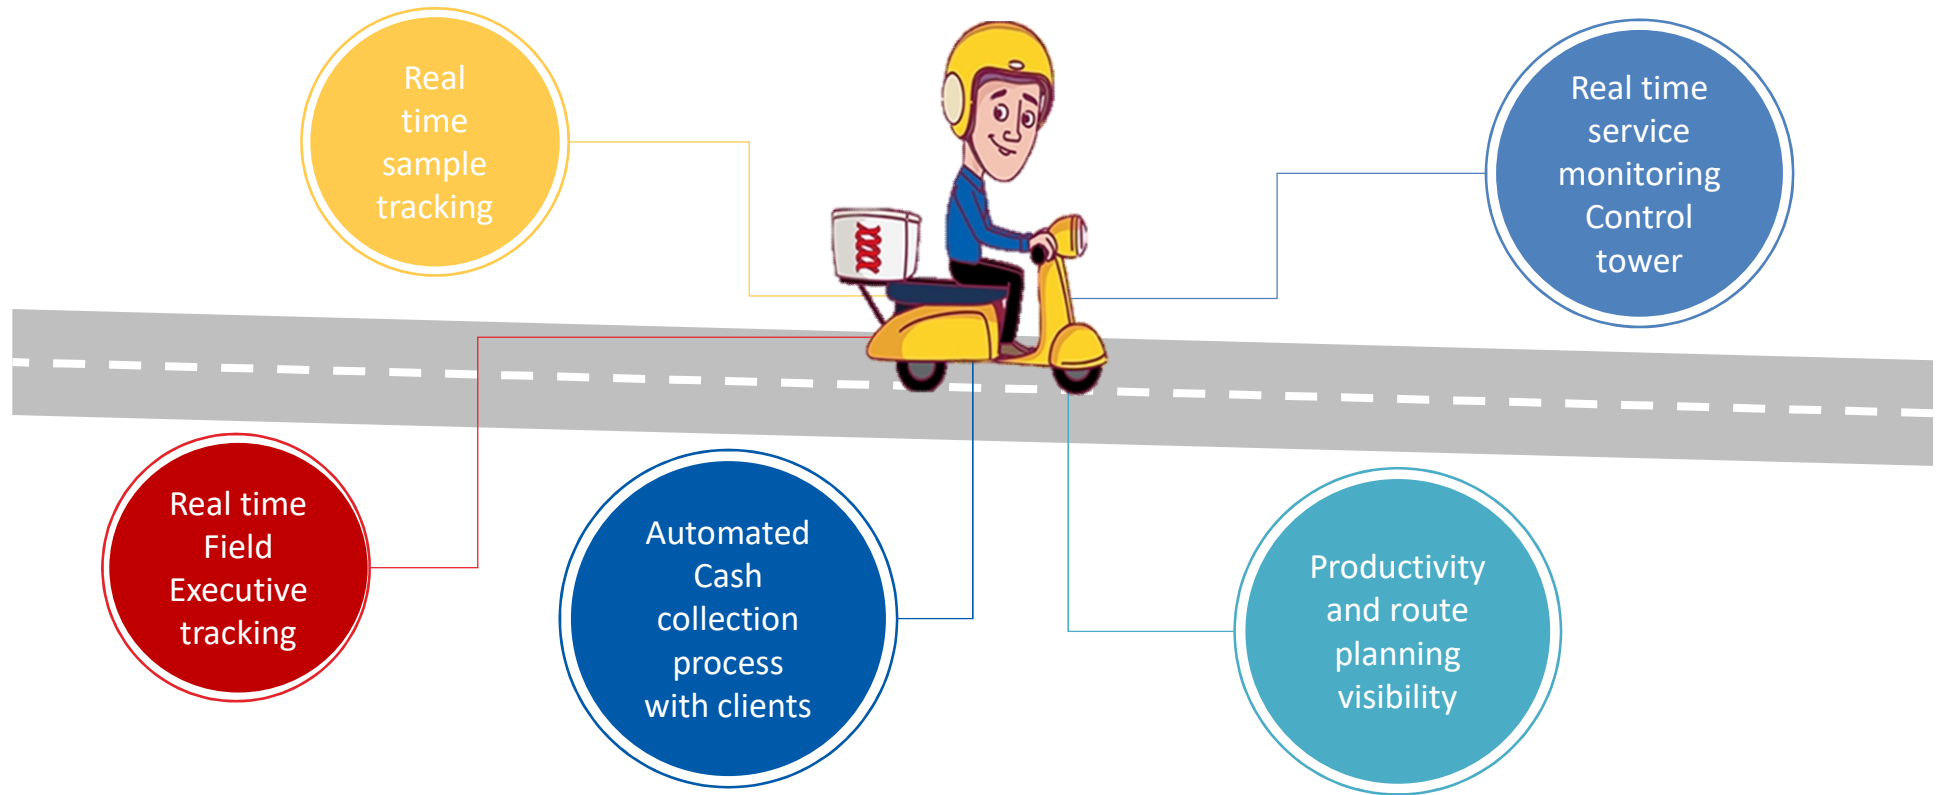 Real
time
sample
tracking
Real time
service
monitoring
Control
tower
XXXX
Real time
Field
Executive
tracking
Automated
Cash
collection
process
with clients
Productivity
and route
planning
visibility